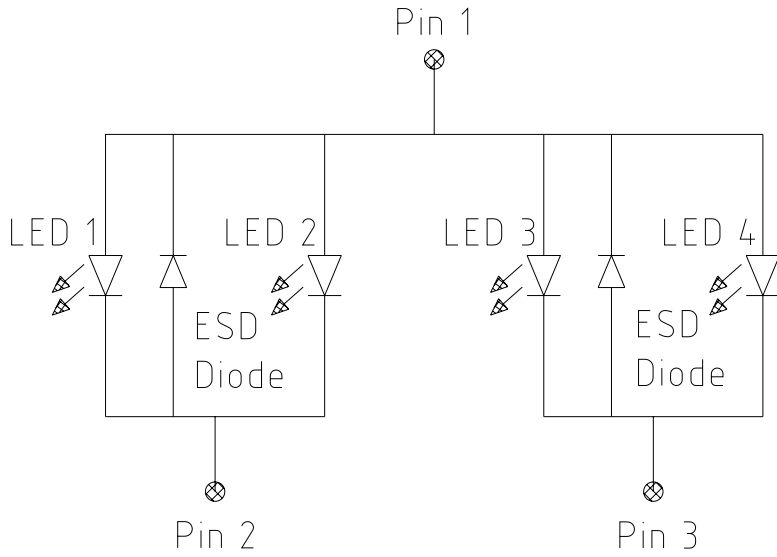 Pin 1
LED 1
LED 2
LED 3
LED 4
ESD
Diode
ESD
Diode
Pin 2
Pin 3